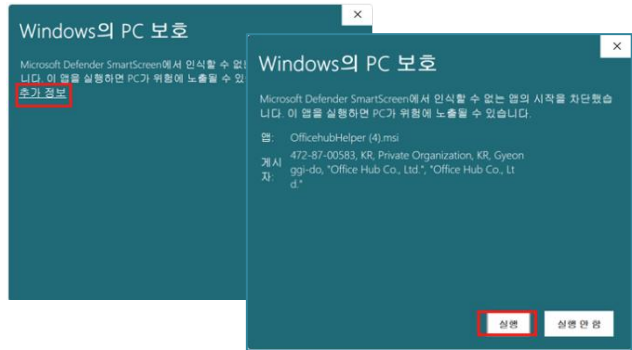 Windows의 PC 보호
Microsoft Defender SmartScreen에서 인식할 수 없
니다. 이 앱을 실행하면 PC가 위험에 노출될 수 있
추가 정보
Windows의 PC 보호
Microsoft Defender SmartScreen에서 인식할 수 없는 앱의 시작을 차단했습
니다. 이 앱을 실행하면 PC가 위험에 노출될 수 있습니다.
앱: OfficehubHelper (4).msi
게시 472-87-00583, KR, Private Organization, KR, Gyeon
자: ggi-do, "Office Hub Co., Ltd.", "Office Hub Co., Lt
d."
실행 실행 안 함